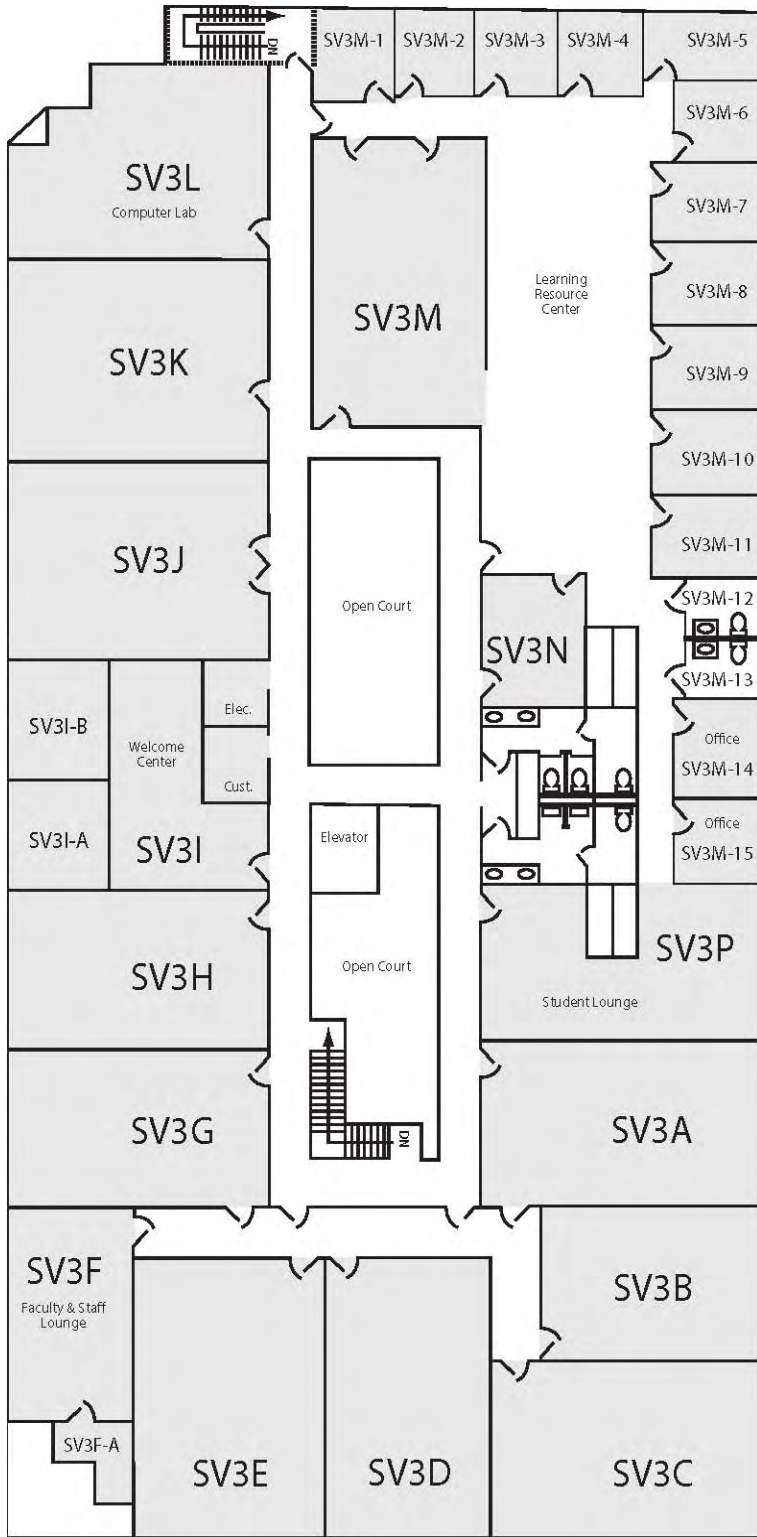 DN
SV3M-1
SV3M-2
SV3M-3
SV3M-4
SV3M-5
SV3M-6
SV3L
Computer Lab
SV3M-7
SV3M-8
Learning
Resource
Center
SV3M
SV3K
SV3M-9
SV3M-10
SV3M-11
SV3J
Open Court
SV3M-12
SV3N
SV3M-13
SV3I-B
Elec.
Welcome
Center
Office
SV3M-14
Cust.
SV3I-A
SV3I
Elevator
Office
SV3M-15
SV3H
Open Court
SV3P
Student Lounge
SV3G
DN
SV3A
SV3F
Faculty & Staff
Lounge
SV3B
SV3F-A
SV3E
SV3D
SV3C